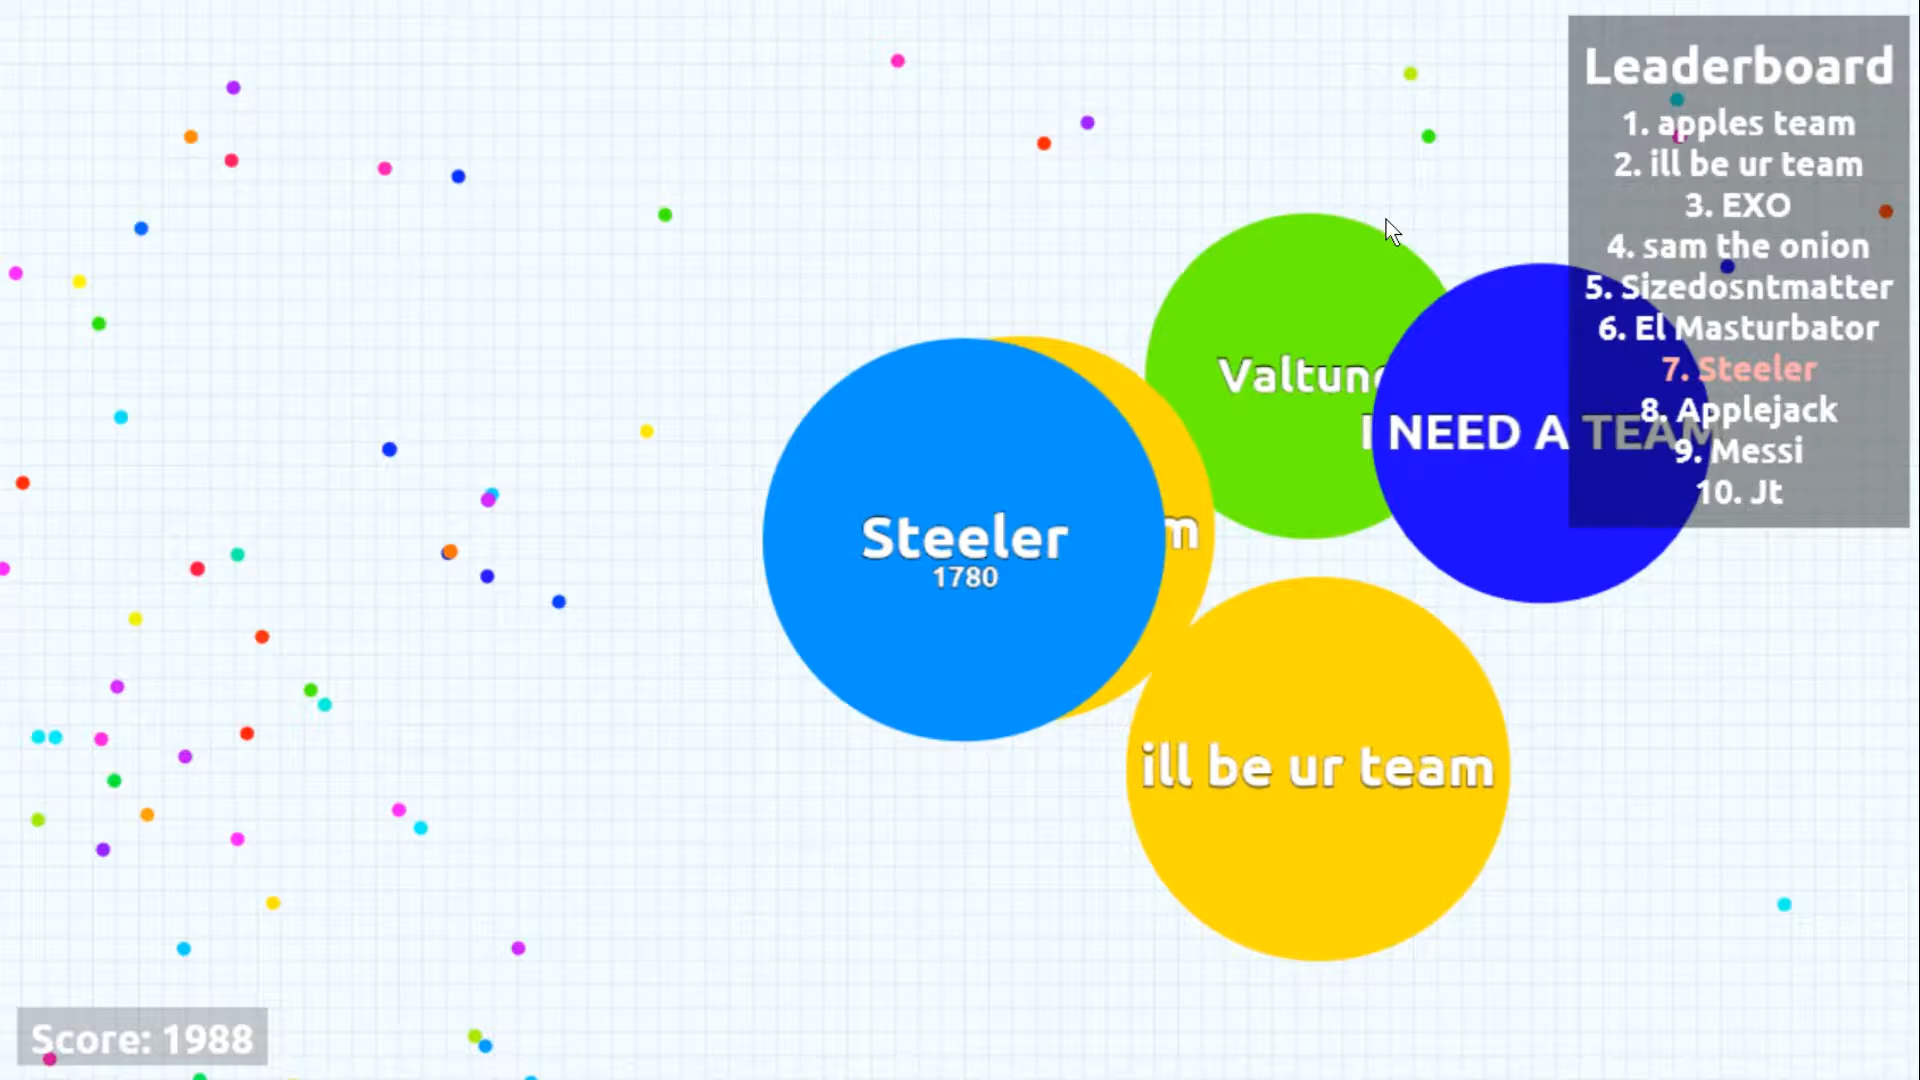 Leaderboard
1. apples team
2. ill be ur team
3. EXO
4. sam the onion
5. Sizedosntmatter
6. El Masturbator
7. Steeler
8. Applejack
9. Messi
10. Jt
I NEED A TEAM
Steeler
1780
ill be ur team
Score: 1988